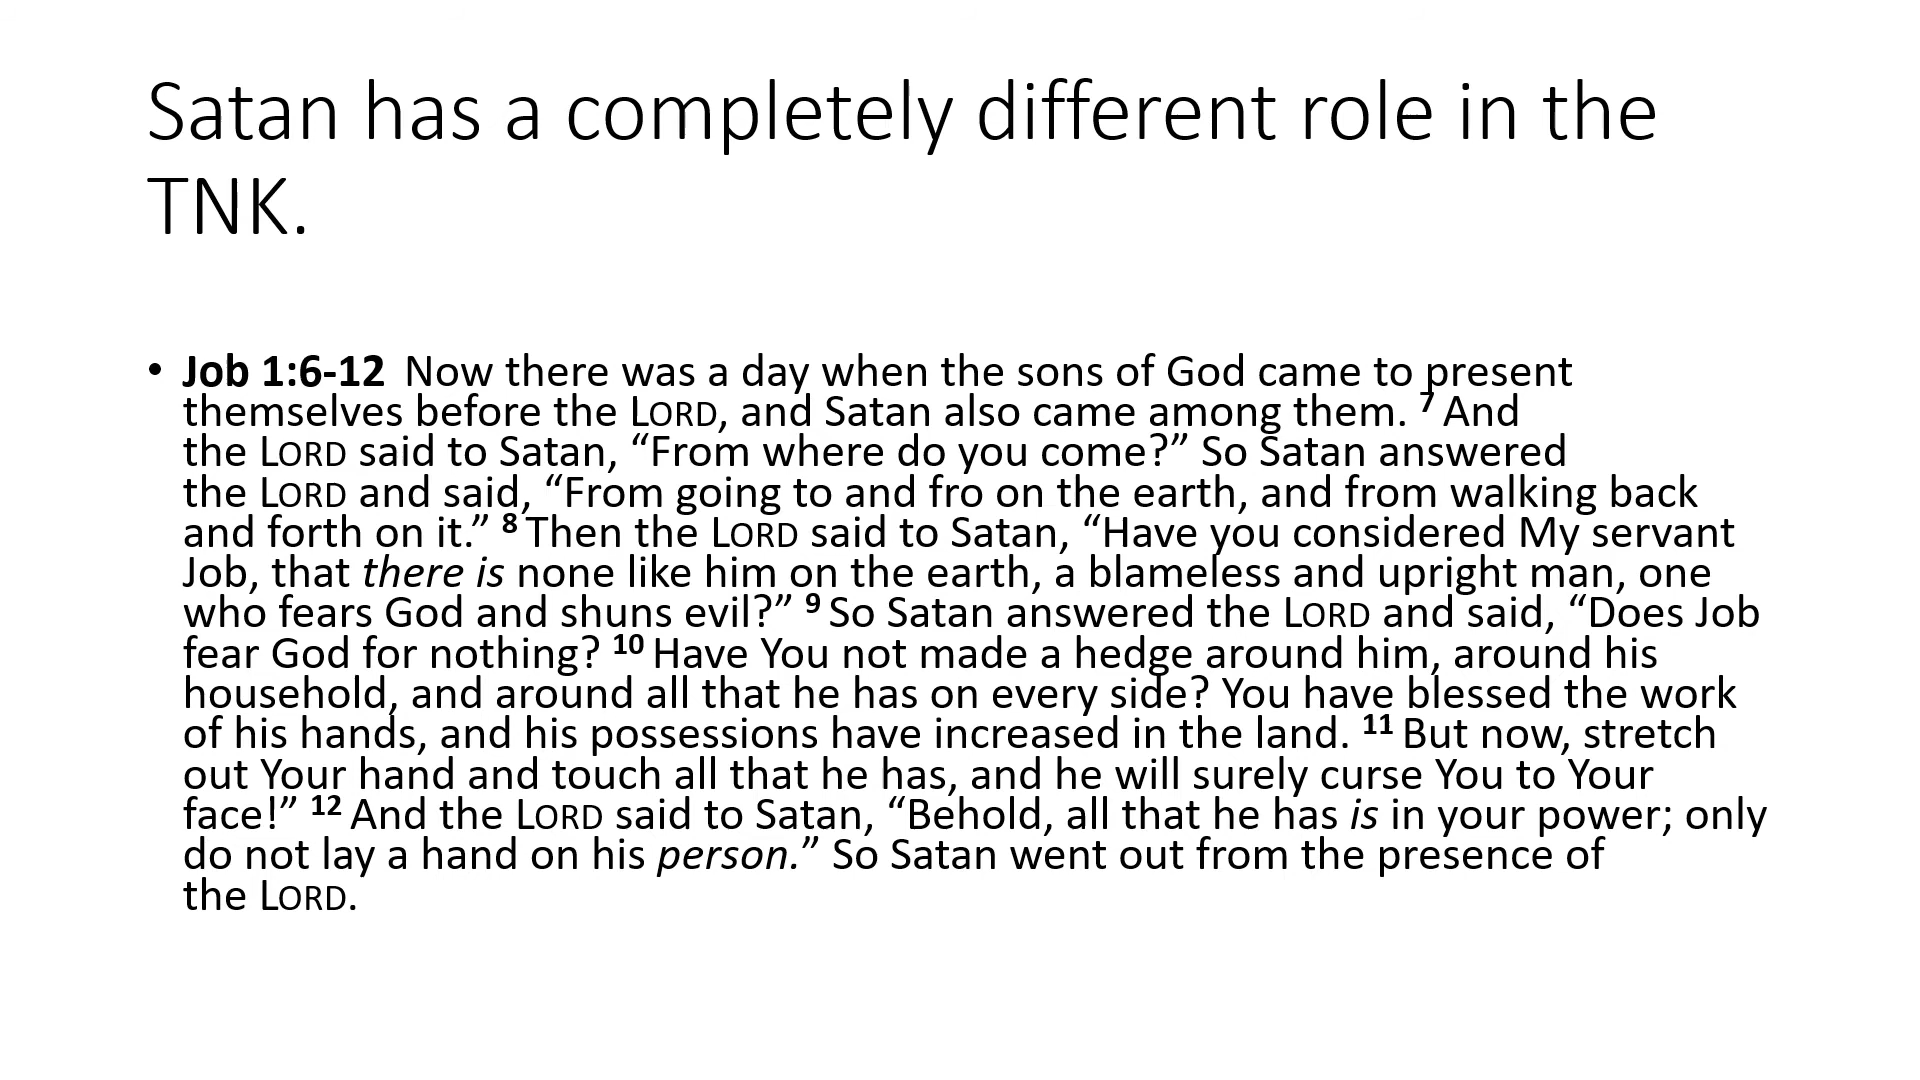 Satan has a completely different role in the
TNK.
• Job 1:6-12  Now there was a day when the sons of God came to present
themselves before the LORD, and Satan also came among them. 7 And
the LORD said to Satan, “From where do you come?” So Satan answered
the LORD and said, “From going to and fro on the earth, and from walking back
and forth on it.” 8 Then the LORD said to Satan, “Have you considered My servant
Job, that there is none like him on the earth, a blameless and upright man, one
who fears God and shuns evil?” 9 So Satan answered the LORD and said, “Does Job
fear God for nothing? 10 Have You not made a hedge around him, around his
household, and around all that he has on every side? You have blessed the work
of his hands, and his possessions have increased in the land. 11 But now, stretch
out Your hand and touch all that he has, and he will surely curse You to Your
face!” 12 And the LORD said to Satan, “Behold, all that he has is in your power; only
do not lay a hand on his person.” So Satan went out from the presence of
the LORD.